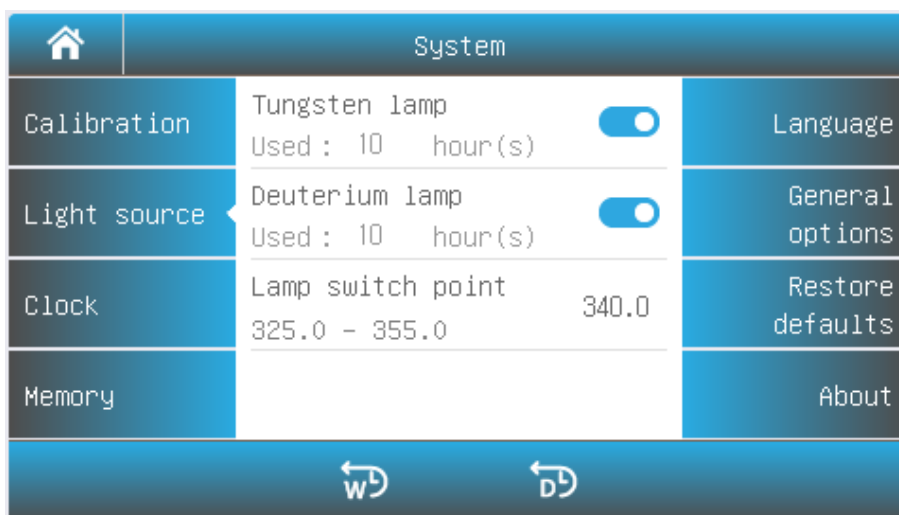 System
Calibration
Light source
Clock
Memory
Tungsten lamp
Used : 10 hour(s)
Deuterium lamp
Used : 10 hour(s)
Lamp switch point
340.0
325.0 - 355.0
Language
General
options
Restore
defaults
About
W
D